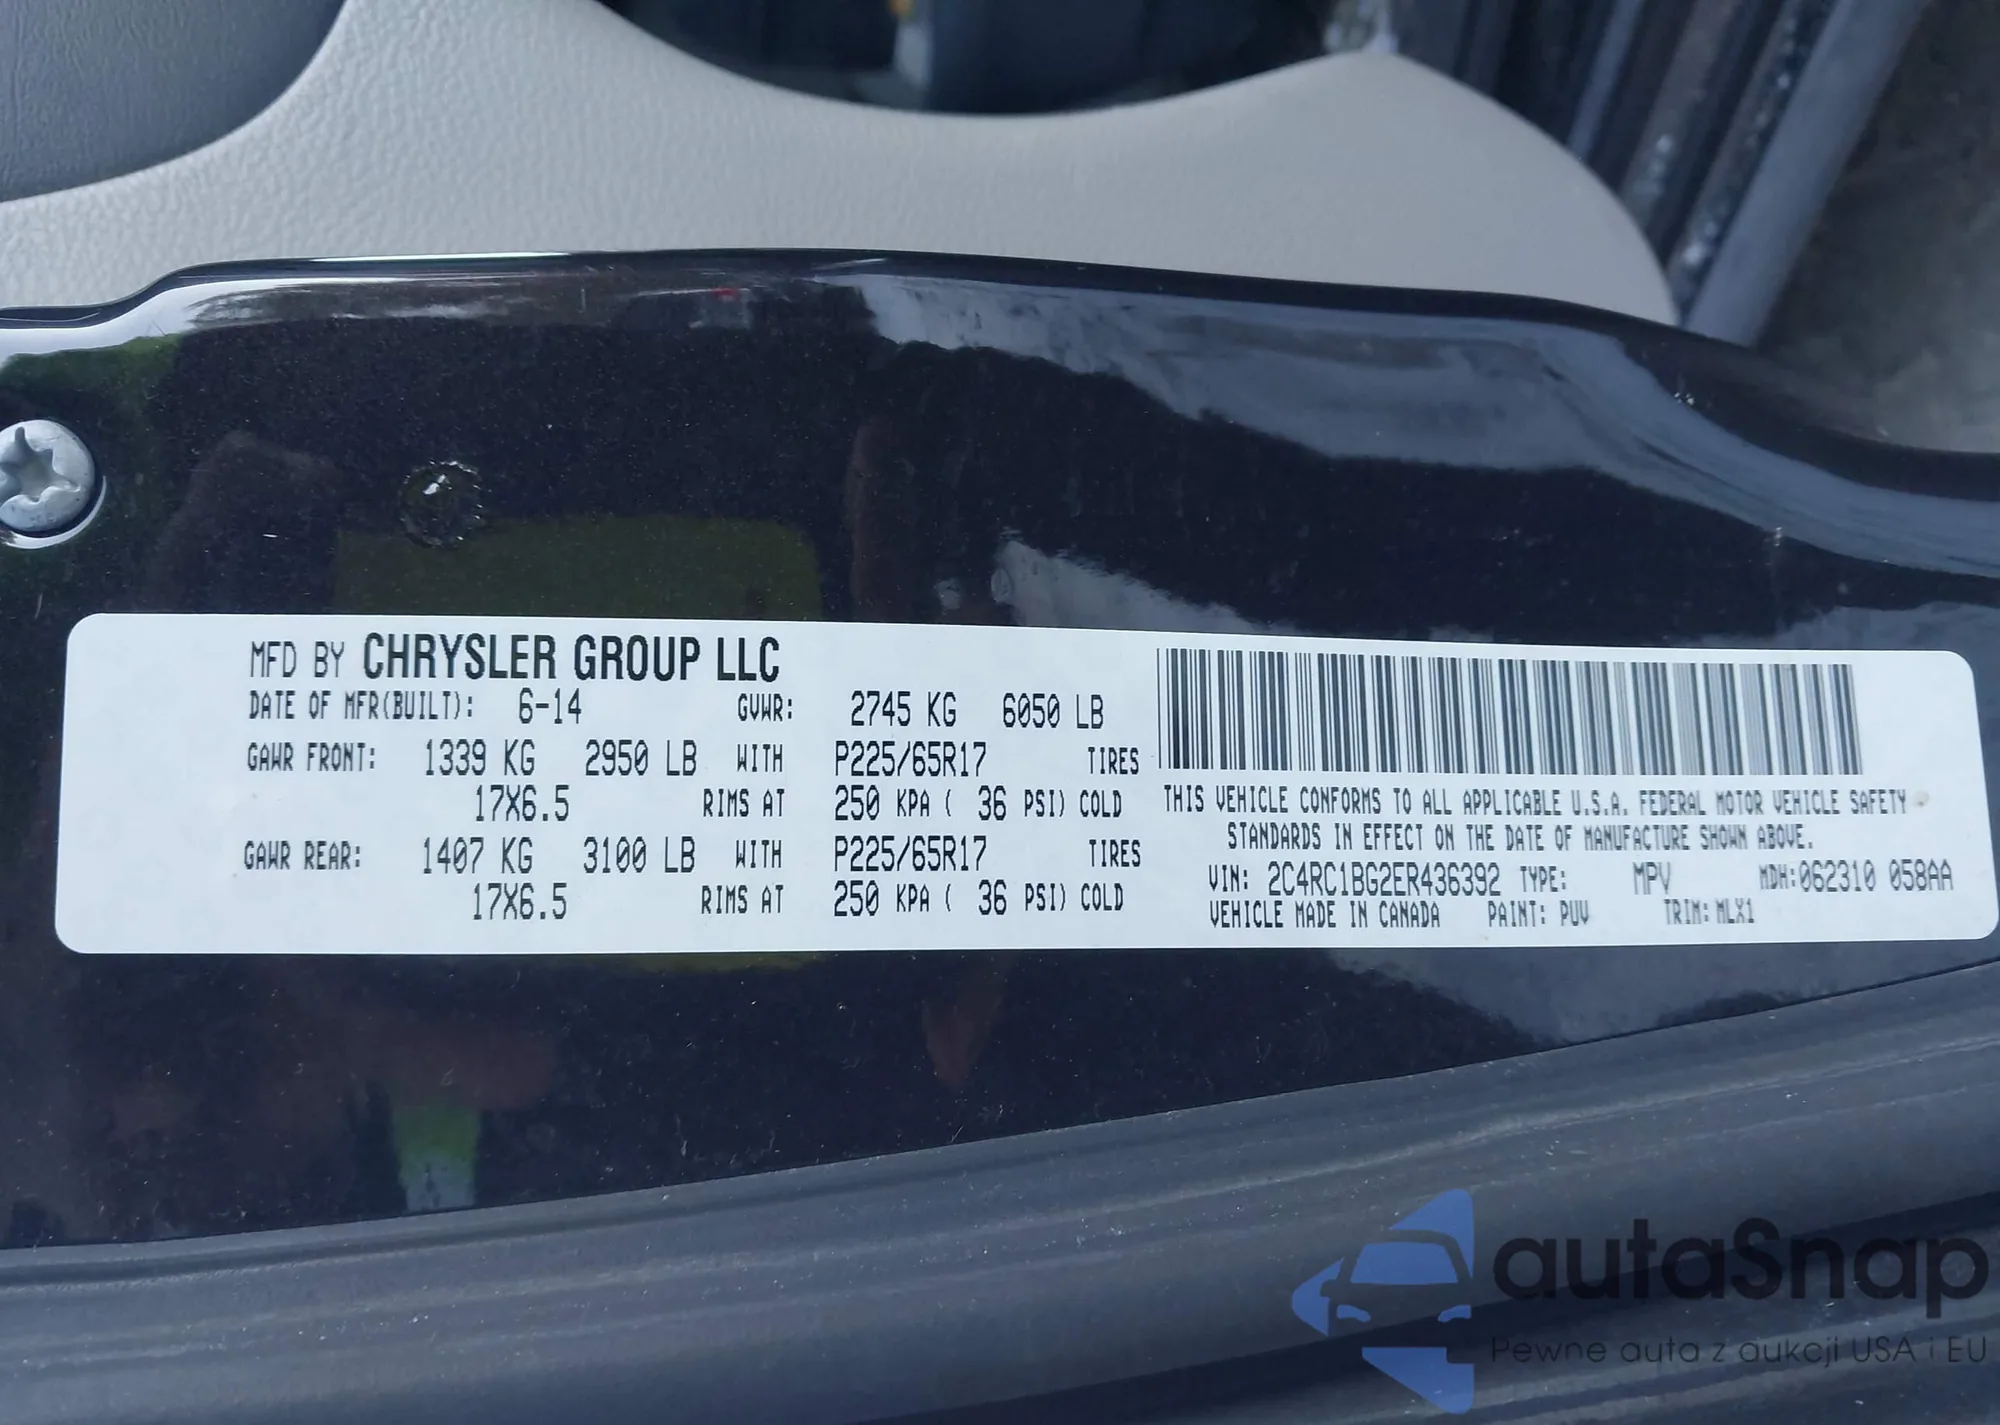 MFD BY CHRYSLER GROUP LLC
DATE OF MFR(BUILT): 6-14 GVWR: 2745 KG 6050 LB
GAWR FRONT: 1339 KG 2950 LB WITH P225/65R17 TIRES
17X6.5 RIMS AT 250 KPA ( 36 PSI) COLD
GAWR REAR: 1407 KG 3100 LB WITH P225/65R17 TIRES
17X6.5 RIMS AT 250 KPA ( 36 PSI) COLD
THIS VEHICLE CONFORMS TO ALL APPLICABLE U.S.A. FEDERAL MOTOR VEHICLE SAFETY
STANDARDS IN EFFECT ON THE DATE OF MANUFACTURE SHOWN ABOVE.
VIN: 2C4RC1BG2ER436392 TYPE: MPV MDH:062310 058AA
VEHICLE MADE IN CANADA PAINT: PUV TRIM: MLX1
autaSnap
Pewne auta z aukcji USA i EU